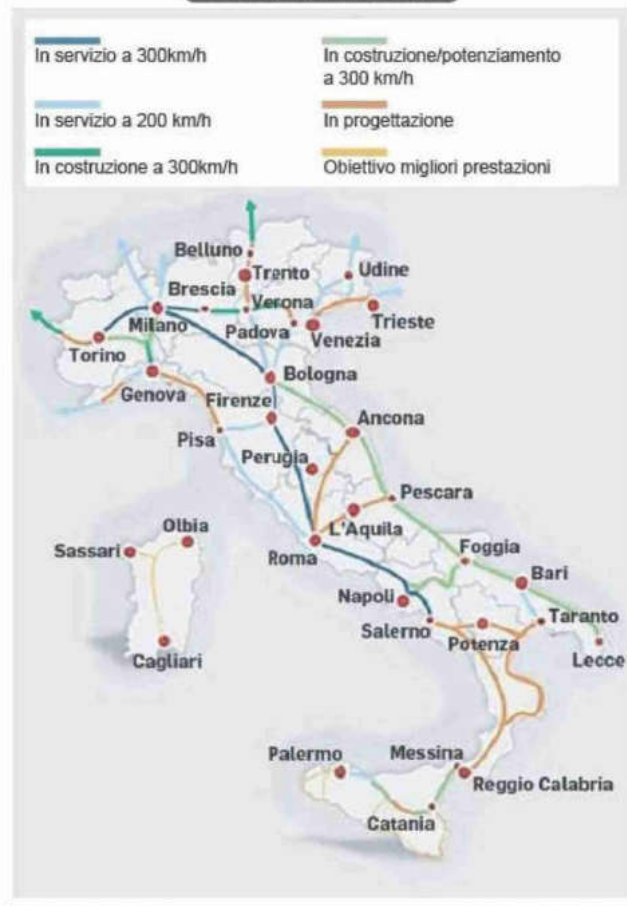 In servizio a 300km/h
In costruzione/potenziamento
a 300 km/h
In servizio a 200 km/h
In progettazione
In costruzione a 300km/h
Obiettivo migliori prestazioni
Belluno
Trento
Udine
Brescia
Verona
Milano
Padova
Trieste
Venezia
Torino
Bologna
Genova
Firenze
Ancona
Pisa
Perugia
Pescara
L'Aquila
Olbia
Sassari
Roma
Foggia
Bari
Napoli
Taranto
Salerno
Potenza
Cagliari
Lecce
Palermo
Messina
Reggio Calabria
Catania